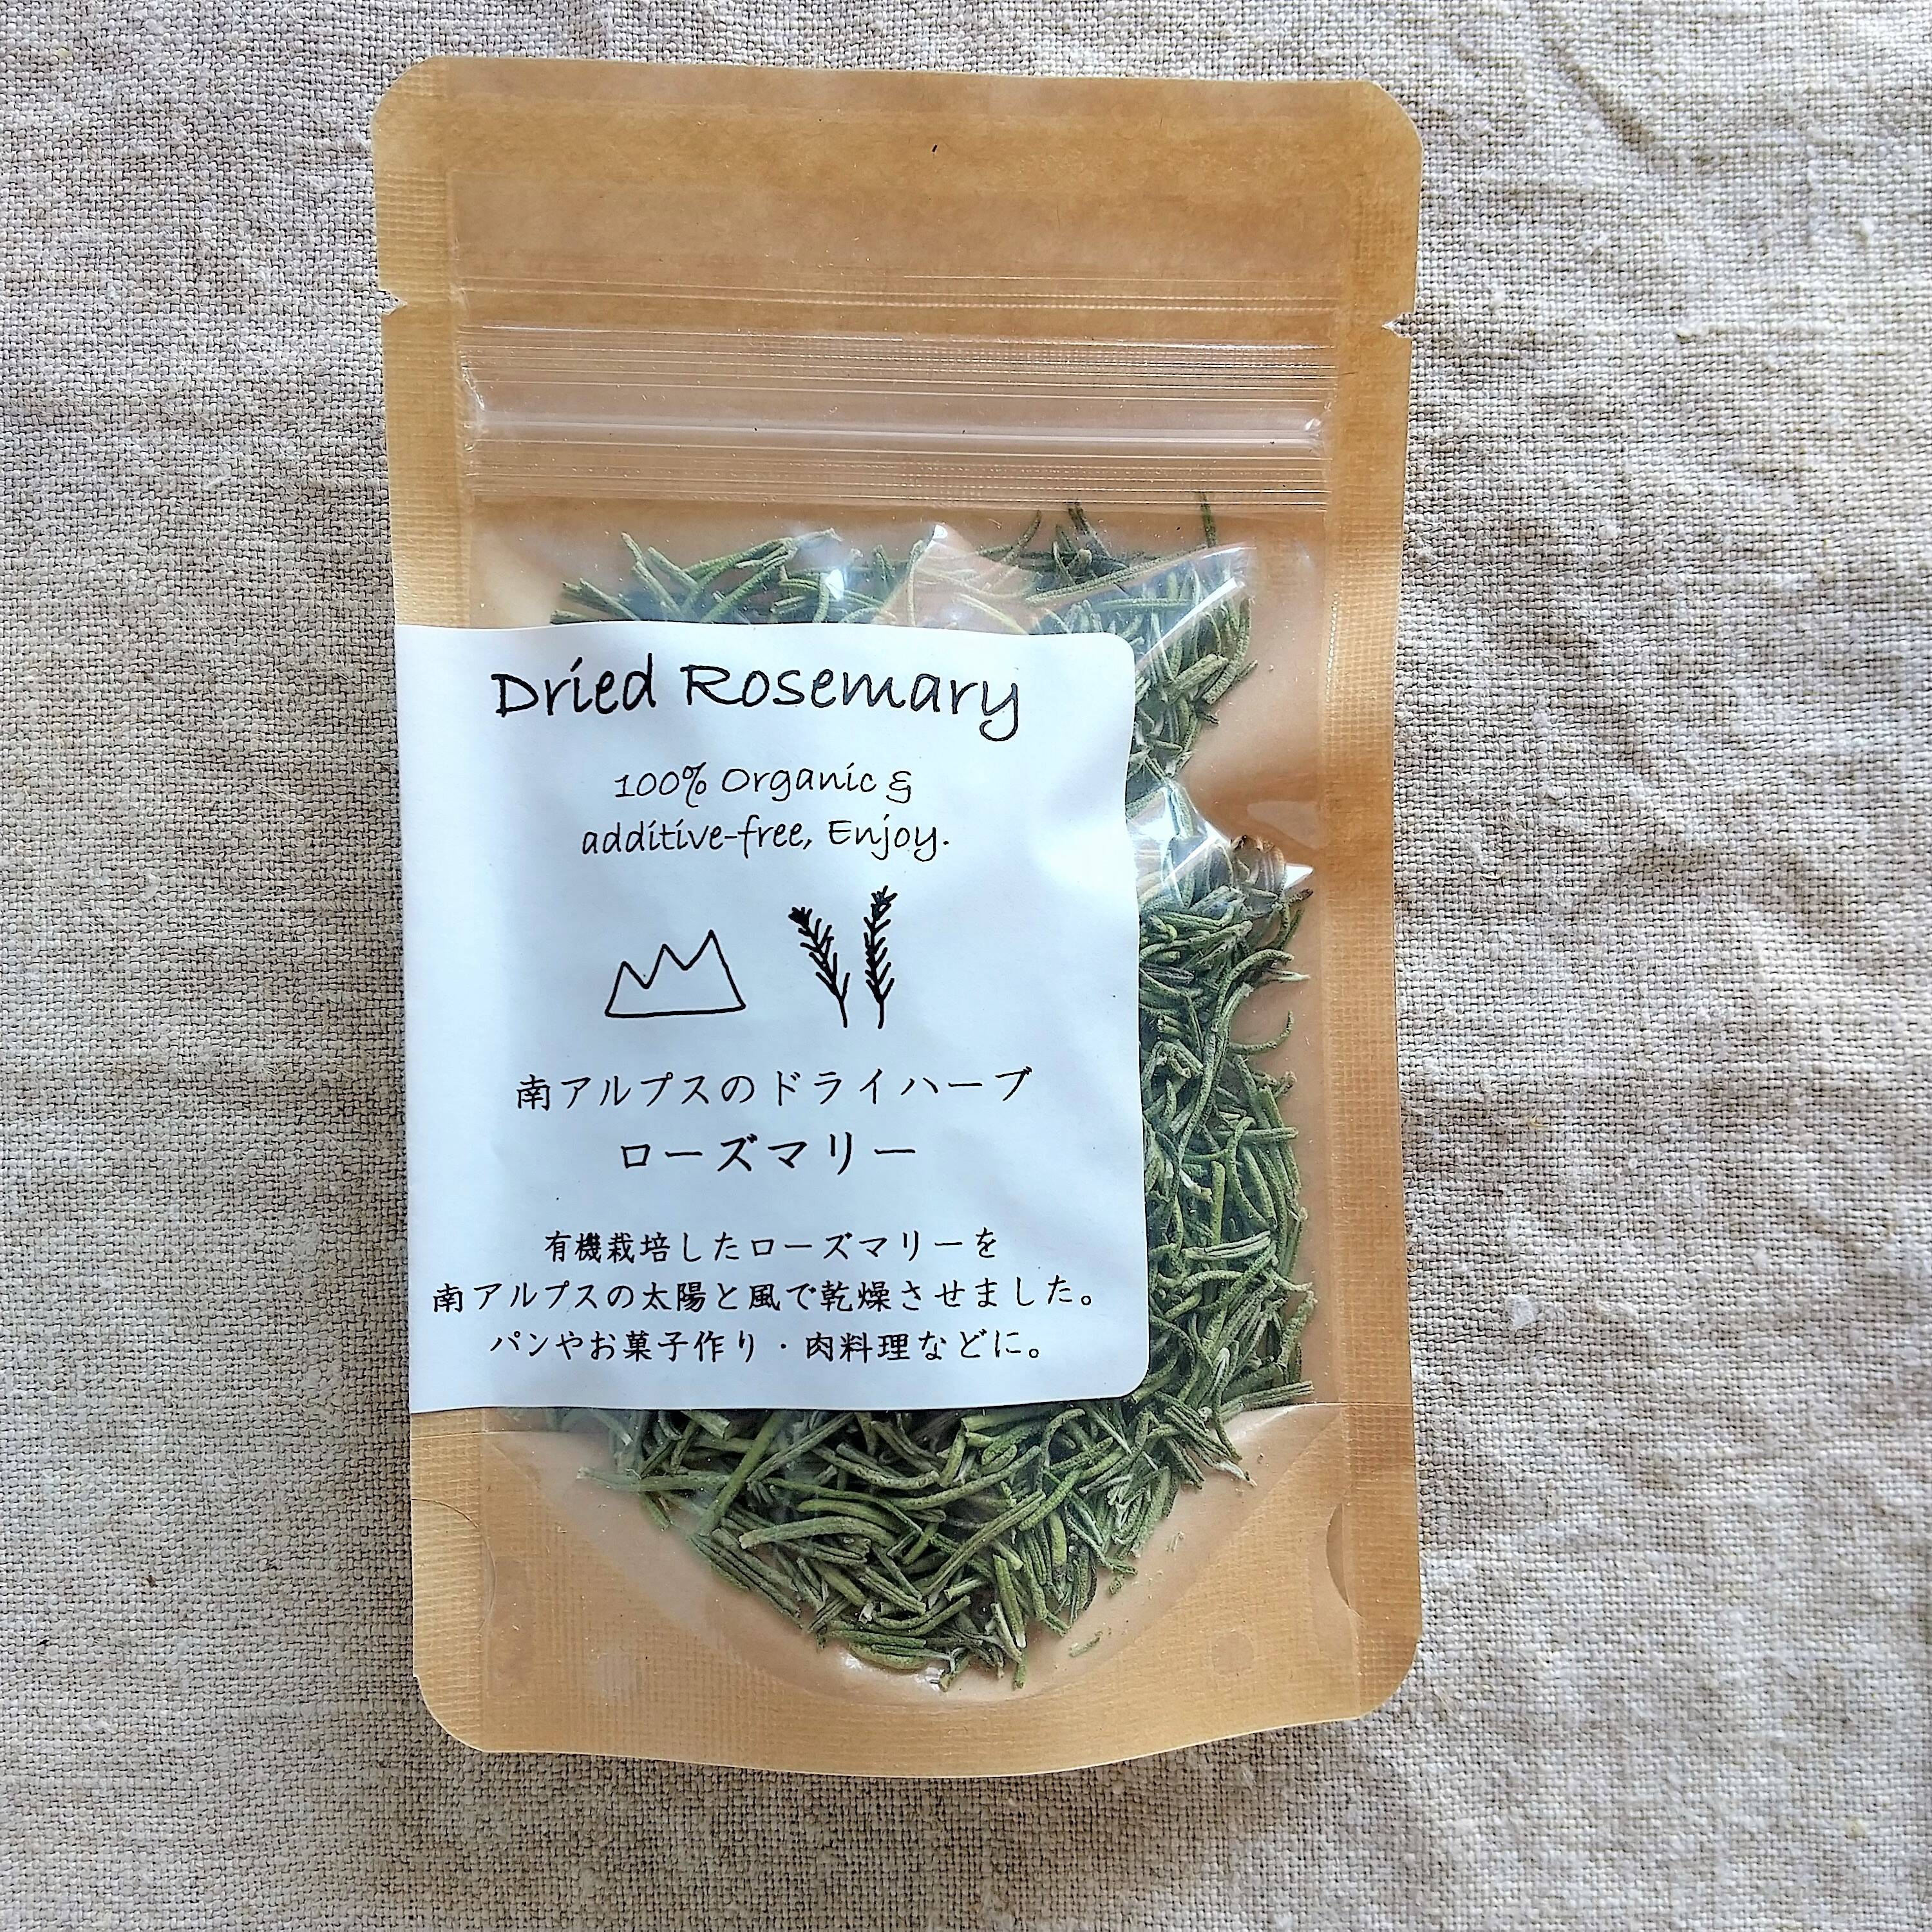 Dried Rosemary
100% Organic &
additive-free, Enjoy.
南アルプスのドライハーブ
ローズマリー
有機栽培したローズマリーを
南アルプスの太陽と風で乾燥させました。
パンやお菓子作り・肉料理などに。